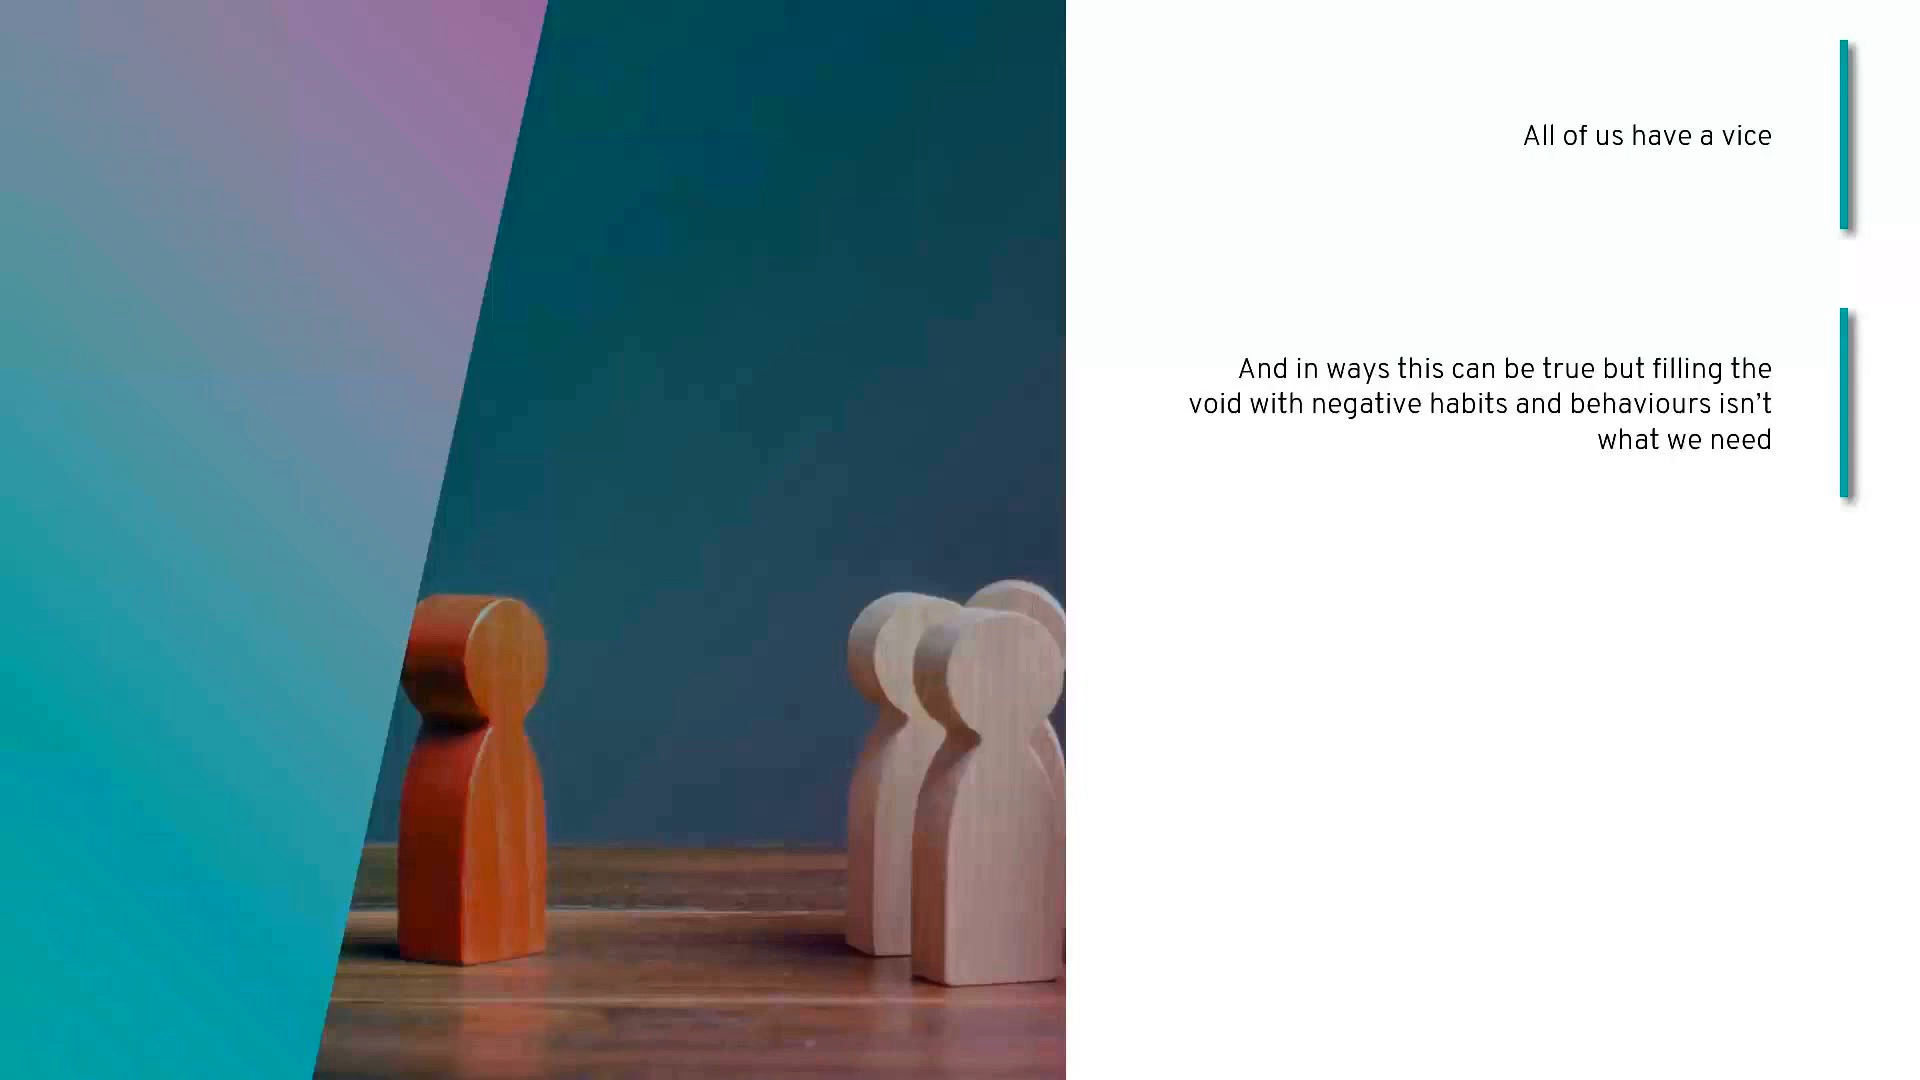 All of us have a vice
And in ways this can be true but filling the
void with negative habits and behaviours isn’t
what we need